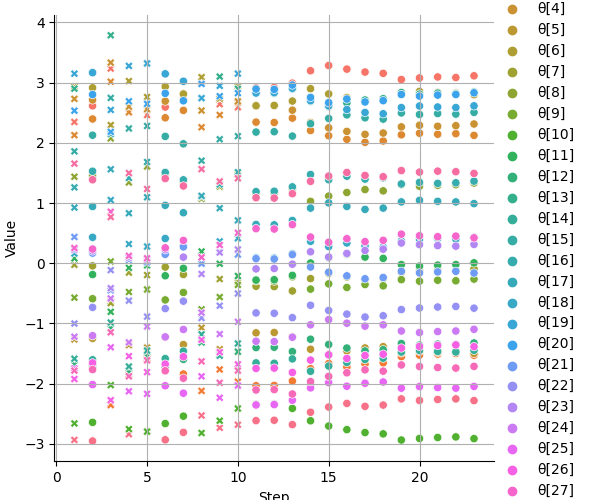 4
3
2
1
0
−1
−2
−3
Value
0
5
10
15
20
Step
θ[4]
θ[5]
θ[6]
θ[7]
θ[8]
θ[9]
θ[10]
θ[11]
θ[12]
θ[13]
θ[14]
θ[15]
θ[16]
θ[17]
θ[18]
θ[19]
θ[20]
θ[21]
θ[22]
θ[23]
θ[24]
θ[25]
θ[26]
θ[27]